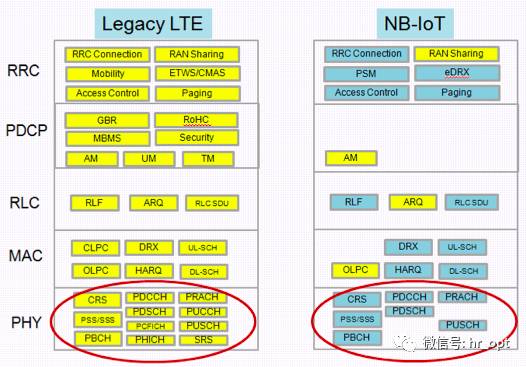 Legacy LTE
NB-IoT
RRC
RRC Connection
RAN Sharing
Mobility
ETWS/CMAS
Access Control
Paging
RRC Connection
RAN Sharing
PSM
eDRX
Access Control
Paging
PDCP
GBR
RoHC
MBMS
Security
AM
UM
TM
AM
RLC
RLF
ARQ
RLC SDU
RLF
ARQ
RLC SDU
MAC
CLPC
DRX
UL-SCH
OLPC
HARQ
DL-SCH
DRX
UL-SCH
OLPC
HARQ
DL-SCH
PHY
CRS
PDCCH
PRACH
PSS/SSS
PDSCH
PUCCH
PCFICH
PUSCH
PBCH
PHICH
SRS
CRS
PDCCH
PRACH
PSS/SSS
PDSCH
PUSCH
PBCH
微信号: hr_opt